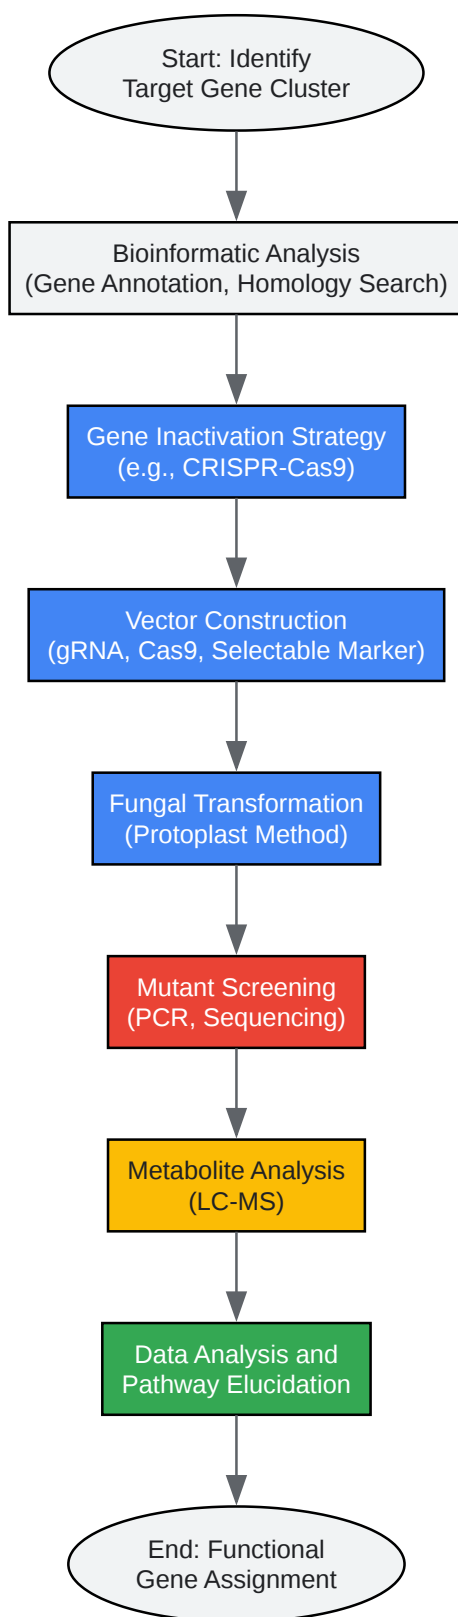 Start: Identify
Target Gene Cluster
Bioinformatic Analysis
(Gene Annotation, Homology Search)
Gene Inactivation Strategy
(e.g., CRISPR-Cas9)
Vector Construction
(gRNA, Cas9, Selectable Marker)
Fungal Transformation
(Protoplast Method)
Mutant Screening
(PCR, Sequencing)
Metabolite Analysis
(LC-MS)
Data Analysis and
Pathway Elucidation
End: Functional
Gene Assignment